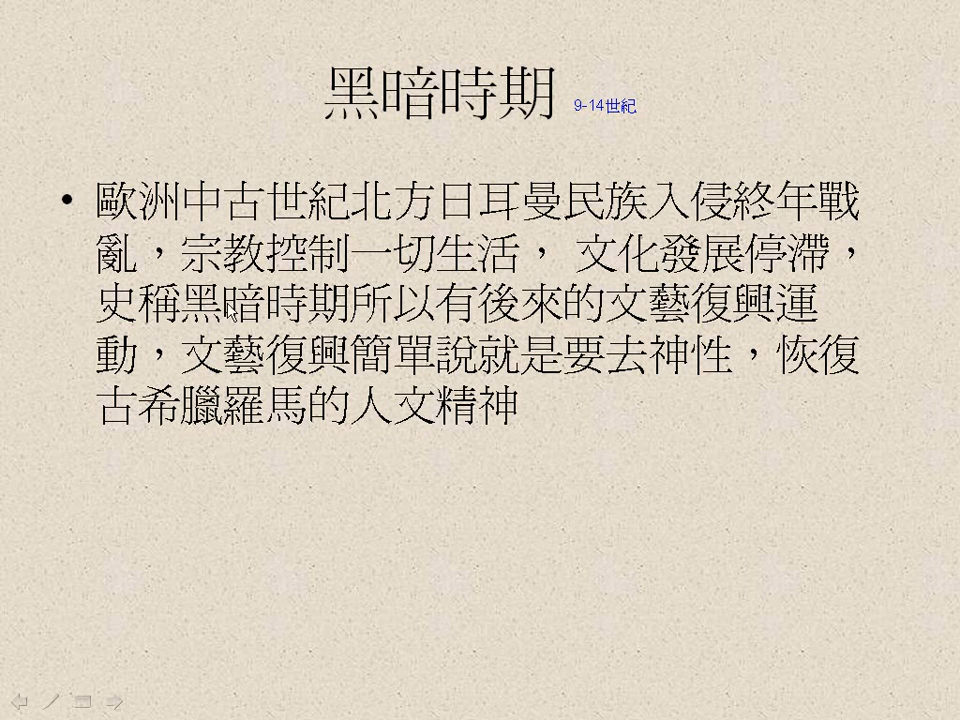 黑暗時期 9-14世紀
• 歐洲中古世紀北方日耳曼民族入侵終年戰
亂，宗教控制一切生活， 文化發展停滯，
史稱黑暗時期所以有後來的文藝復興運
動，文藝復興簡單說就是要去神性，恢復
古希臘羅馬的人文精神